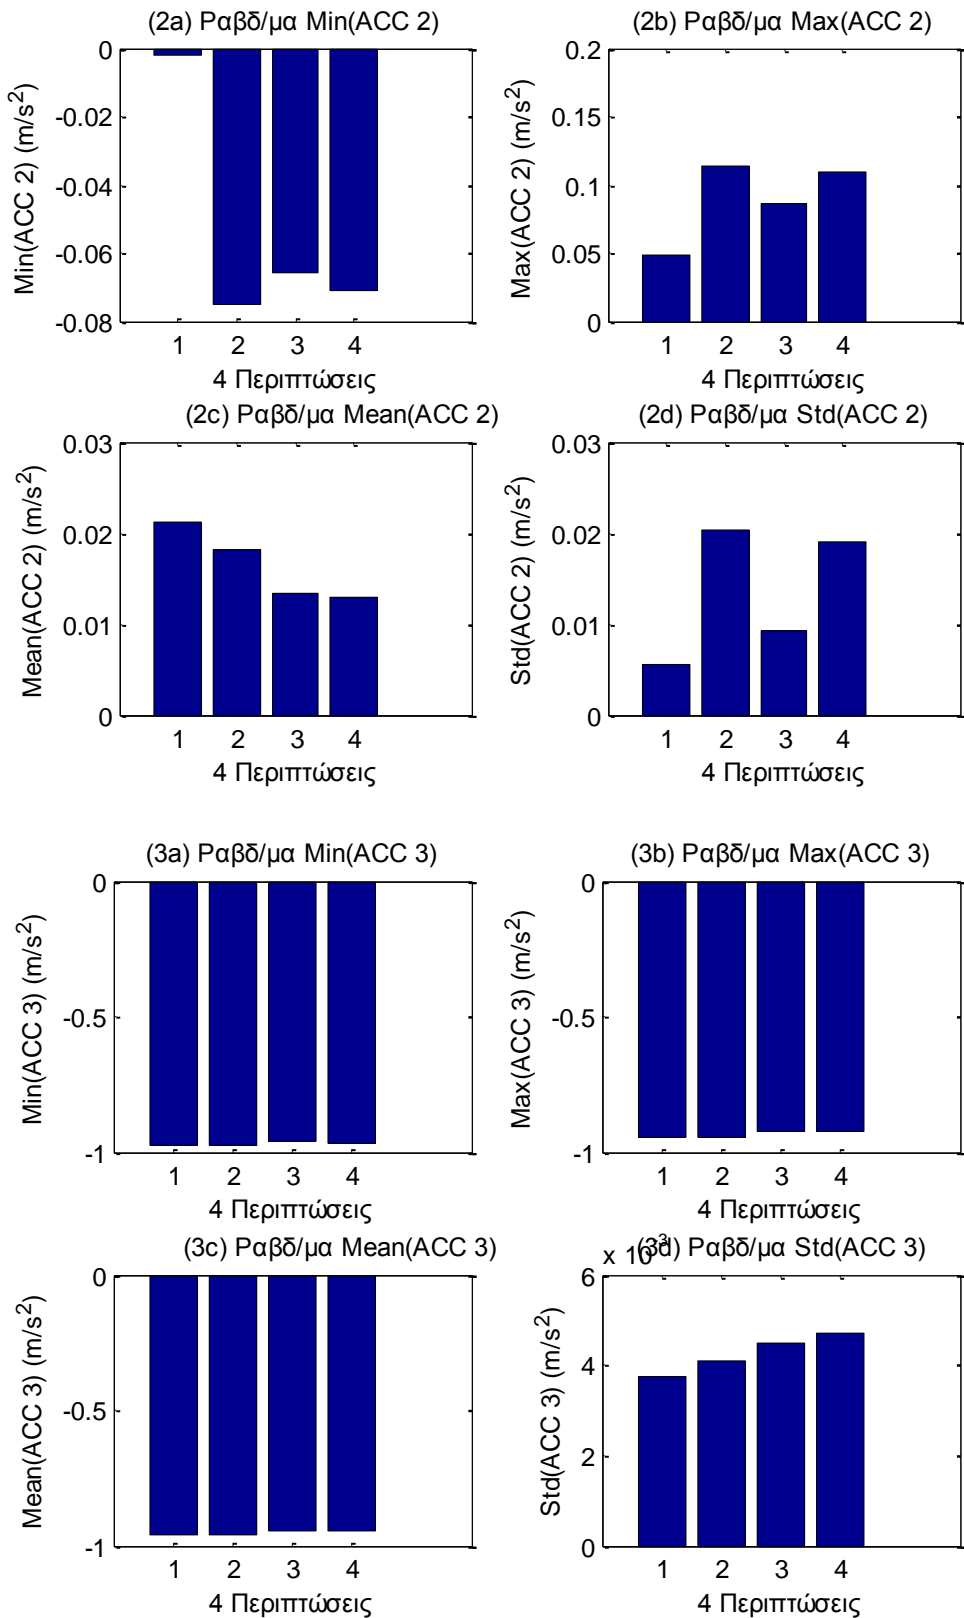 (2a) Ραβδ/μα Min(ACC 2)
Min(ACC 2) (m/s2)
0
-0.02
-0.04
-0.06
-0.08
1 2 3 4
4 Περιπτώσεις
(2b) Ραβδ/μα Max(ACC 2)
Max(ACC 2) (m/s2)
0.2
0.15
0.1
0.05
0
1 2 3 4
4 Περιπτώσεις
(2c) Ραβδ/μα Mean(ACC 2)
Mean(ACC 2) (m/s2)
0.03
0.02
0.01
0
1 2 3 4
4 Περιπτώσεις
(2d) Ραβδ/μα Std(ACC 2)
Std(ACC 2) (m/s2)
0.03
0.02
0.01
0
1 2 3 4
4 Περιπτώσεις
(3a) Ραβδ/μα Min(ACC 3)
Min(ACC 3) (m/s2)
0
-0.5
-1
1 2 3 4
4 Περιπτώσεις
(3b) Ραβδ/μα Max(ACC 3)
Max(ACC 3) (m/s2)
0
-0.5
-1
1 2 3 4
4 Περιπτώσεις
(3c) Ραβδ/μα Mean(ACC 3)
Mean(ACC 3) (m/s2)
0
-0.5
-1
1 2 3 4
4 Περιπτώσεις
(3d) Ραβδ/μα Std(ACC 3)
x 10-3
Std(ACC 3) (m/s2)
6
4
2
0
1 2 3 4
4 Περιπτώσεις